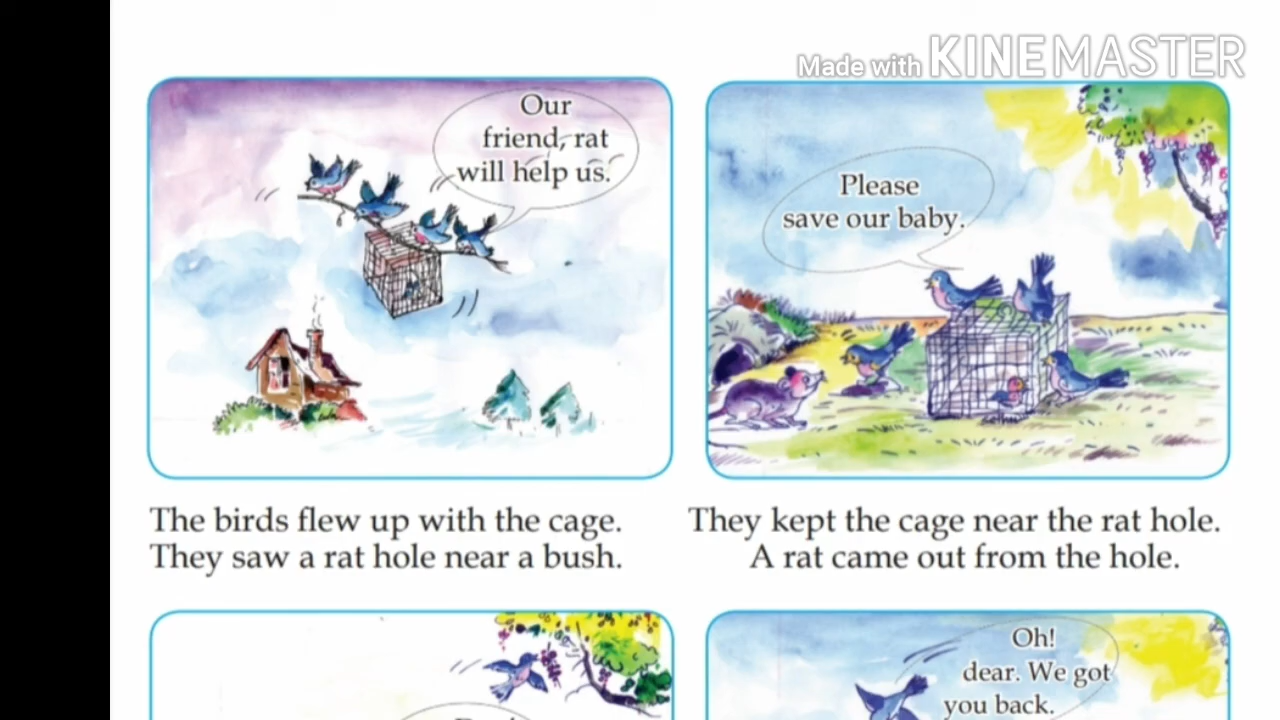 Made with KINEMASTER
Our
friend, rat
will help us.
Please
save our baby.
The birds flew up with the cage.
They saw a rat hole near a bush.
They kept the cage near the rat hole.
A rat came out from the hole.
Oh!
dear. We got
you back.